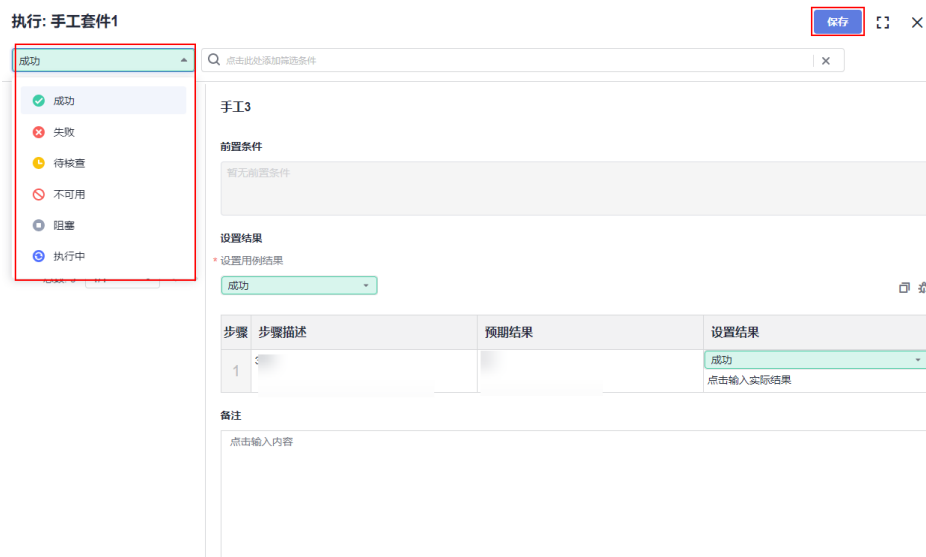 执行: 手工套件1
保存
成功
点击此处添加筛选条件
成功
失败
待核查
不可用
阻塞
执行中
手工3
前置条件
暂无前置条件
设置结果
* 设置用例结果
成功
步骤 步骤描述 预期结果 设置结果
1 成功
点击输入实际结果
备注
点击输入内容